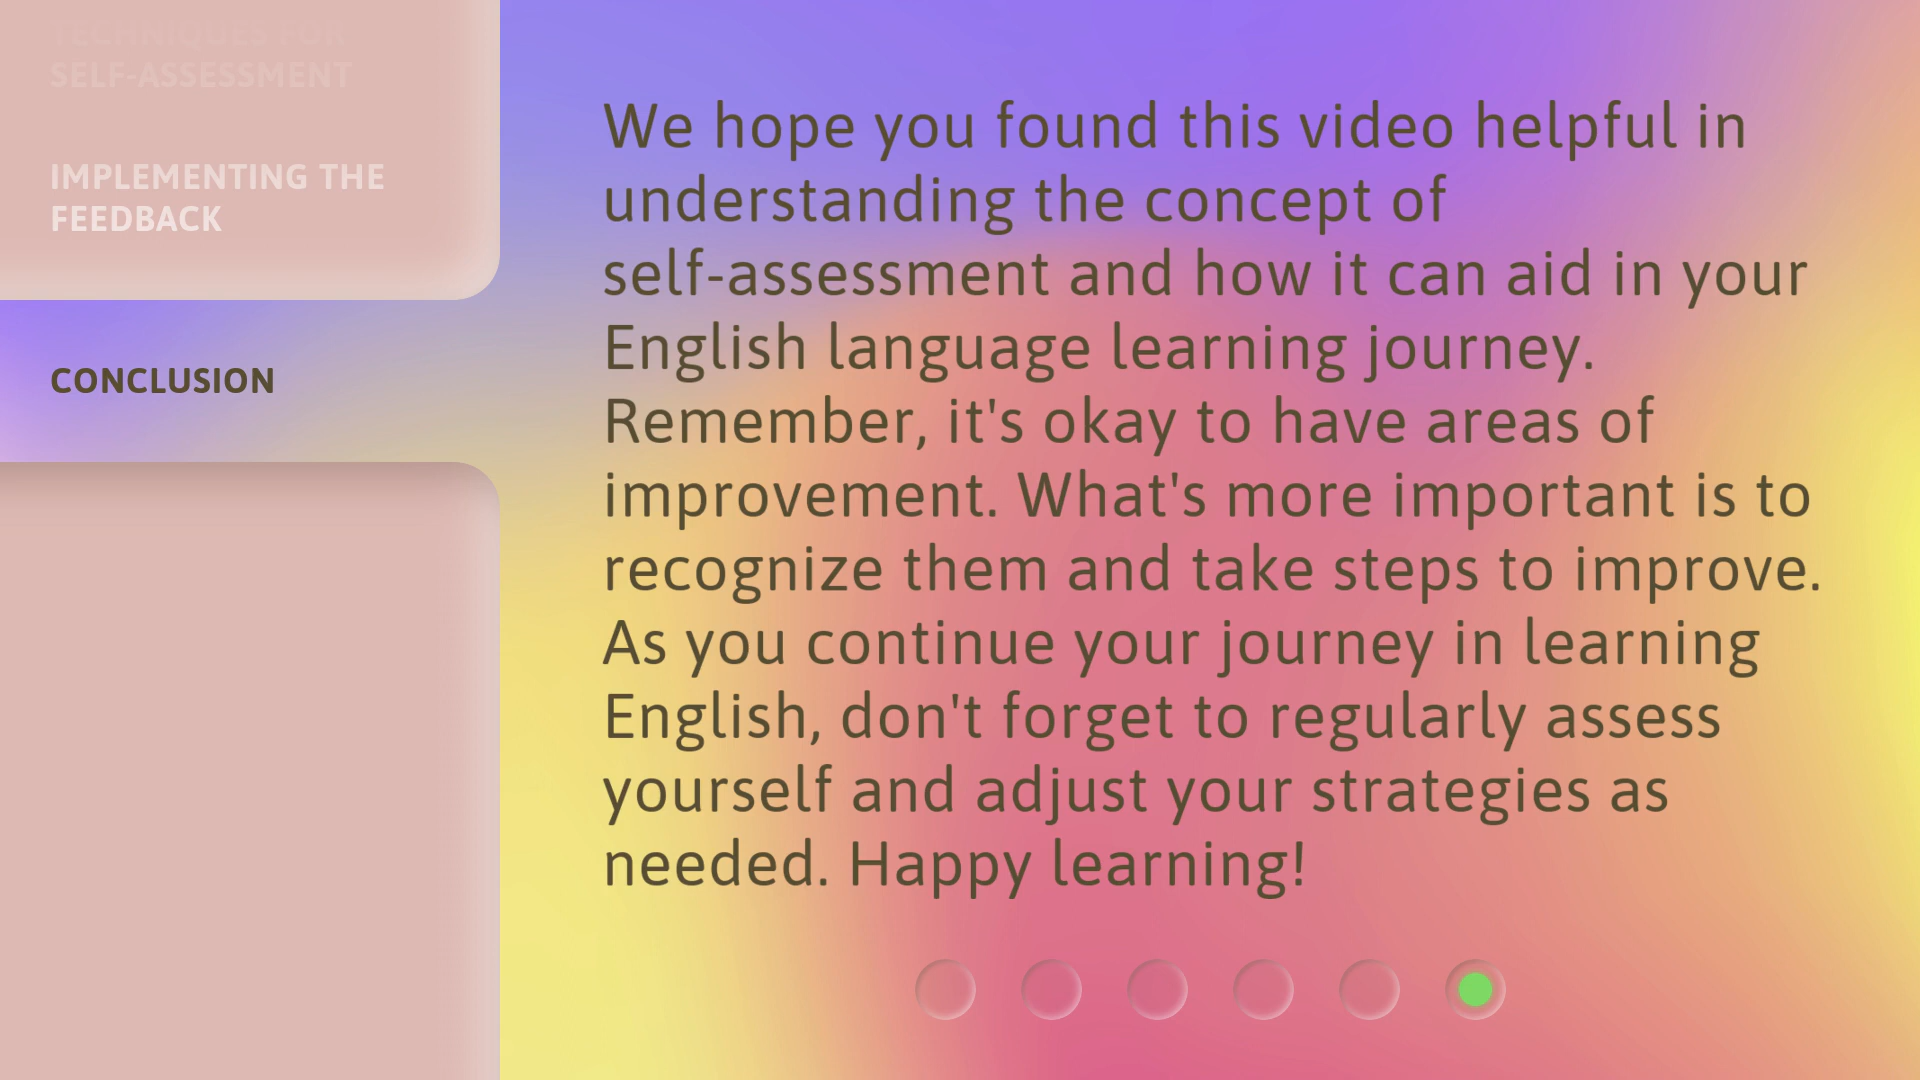 TECHNIQUES FOR
SELF-ASSESSMENT
IMPLEMENTING THE
FEEDBACK
CONCLUSION
We hope you found this video helpful in
understanding the concept of
self-assessment and how it can aid in your
English language learning journey.
Remember, it's okay to have areas of
improvement. What's more important is to
recognize them and take steps to improve.
As you continue your journey in learning
English, don't forget to regularly assess
yourself and adjust your strategies as
needed. Happy learning!